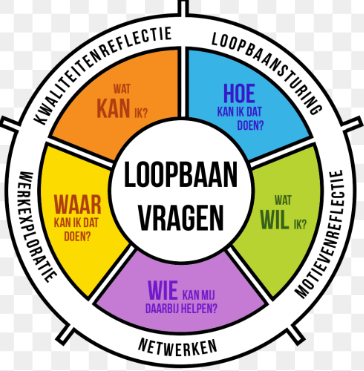 KWALITEITENREFLECTIE
LOOPBAANSTURING
WAT
KAN IK?
HOE
KAN IK DAT
DOEN?
LOOPBAAN
VRAGEN
WERKEXPLORATIE
WAAR
KAN IK DAT
DOEN?
WAT
WIL IK?
MOTIEVENREFLECTIE
WIE KAN MIJ
DAARBIJ HELPEN?
NETWERKEN